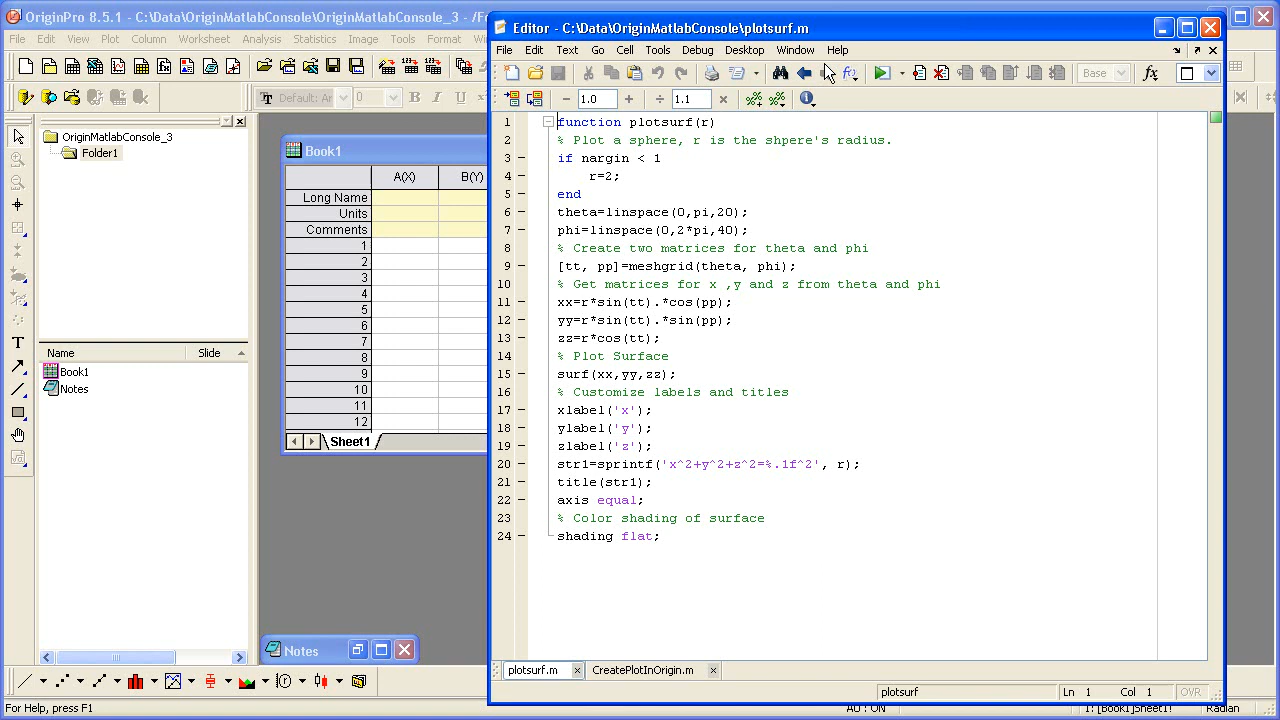 OriginPro 8.5.1 - C:\Data\OriginMatlabConsole\OriginMatlabConsole_3 - /Fo
File Edit View Plot Column Worksheet Analysis Statistics Image Tools Format
Default: Ar 0 B I U
OriginMatlabConsole_3
Folder1
Name Slide
Book1
Notes
Book1
A(X) B(Y)
Long Name
Units
Comments
1
2
3
4
5
6
7
8
9
10
11
12
Sheet1
Notes
For Help, press F1
AU : ON 1: [Book1]Sheet1! Radian
Editor - C:\Data\OriginMatlabConsole\plotsurf.m
File Edit Text Go Cell Tools Debug Desktop Window Help
Base fx
1.0 1.1
1 function plotsurf(r)
2 % Plot a sphere, r is the shpere's radius.
3 if nargin < 1
4 r=2;
5 end
6 theta=linspace(0,pi,20);
7 phi=linspace(0,2*pi,40);
8 % Create two matrices for theta and phi
9 [tt, pp]=meshgrid(theta, phi);
10 % Get matrices for x ,y and z from theta and phi
11 xx=r*sin(tt).*cos(pp);
12 yy=r*sin(tt).*sin(pp);
13 zz=r*cos(tt);
14 % Plot Surface
15 surf(xx,yy,zz);
16 % Customize labels and titles
17 xlabel('x');
18 ylabel('y');
19 zlabel('z');
20 str1=sprintf('x^2+y^2+z^2=%.1f^2', r);
21 title(str1);
22 axis equal;
23 % Color shading of surface
24 shading flat;
plotsurf.m CreatePlotInOrigin.m
plotsurf Ln 1 Col 1 OVR